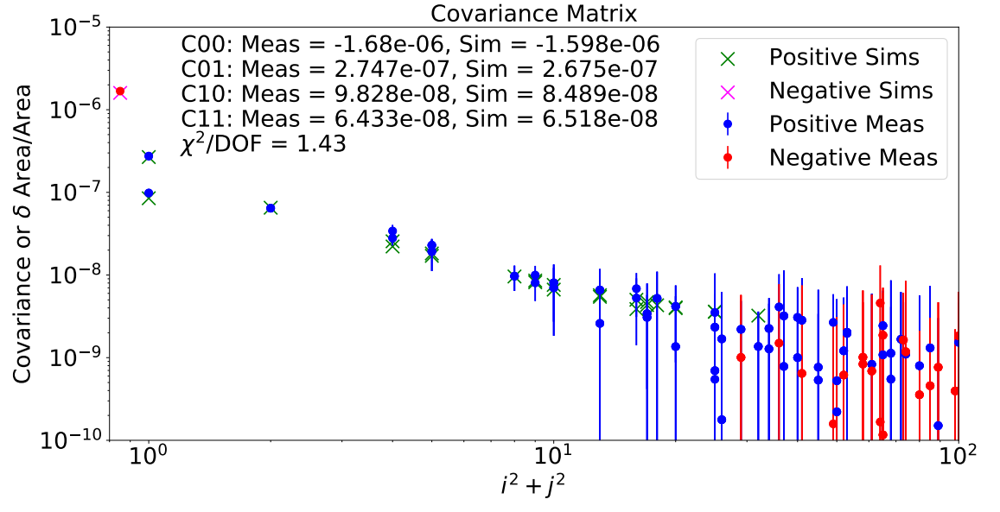 Covariance Matrix
C00: Meas = -1.68e-06, Sim = -1.598e-06
C01: Meas = 2.747e-07, Sim = 2.675e-07
C10: Meas = 9.828e-08, Sim = 8.489e-08
C11: Meas = 6.433e-08, Sim = 6.518e-08
χ²/DOF = 1.43
Positive Sims
Negative Sims
Positive Meas
Negative Meas
Covariance or δ Area/Area
10⁻⁵
10⁻⁶
10⁻⁷
10⁻⁸
10⁻⁹
10⁻¹⁰
10⁰ 10¹ 10²
i² + j²